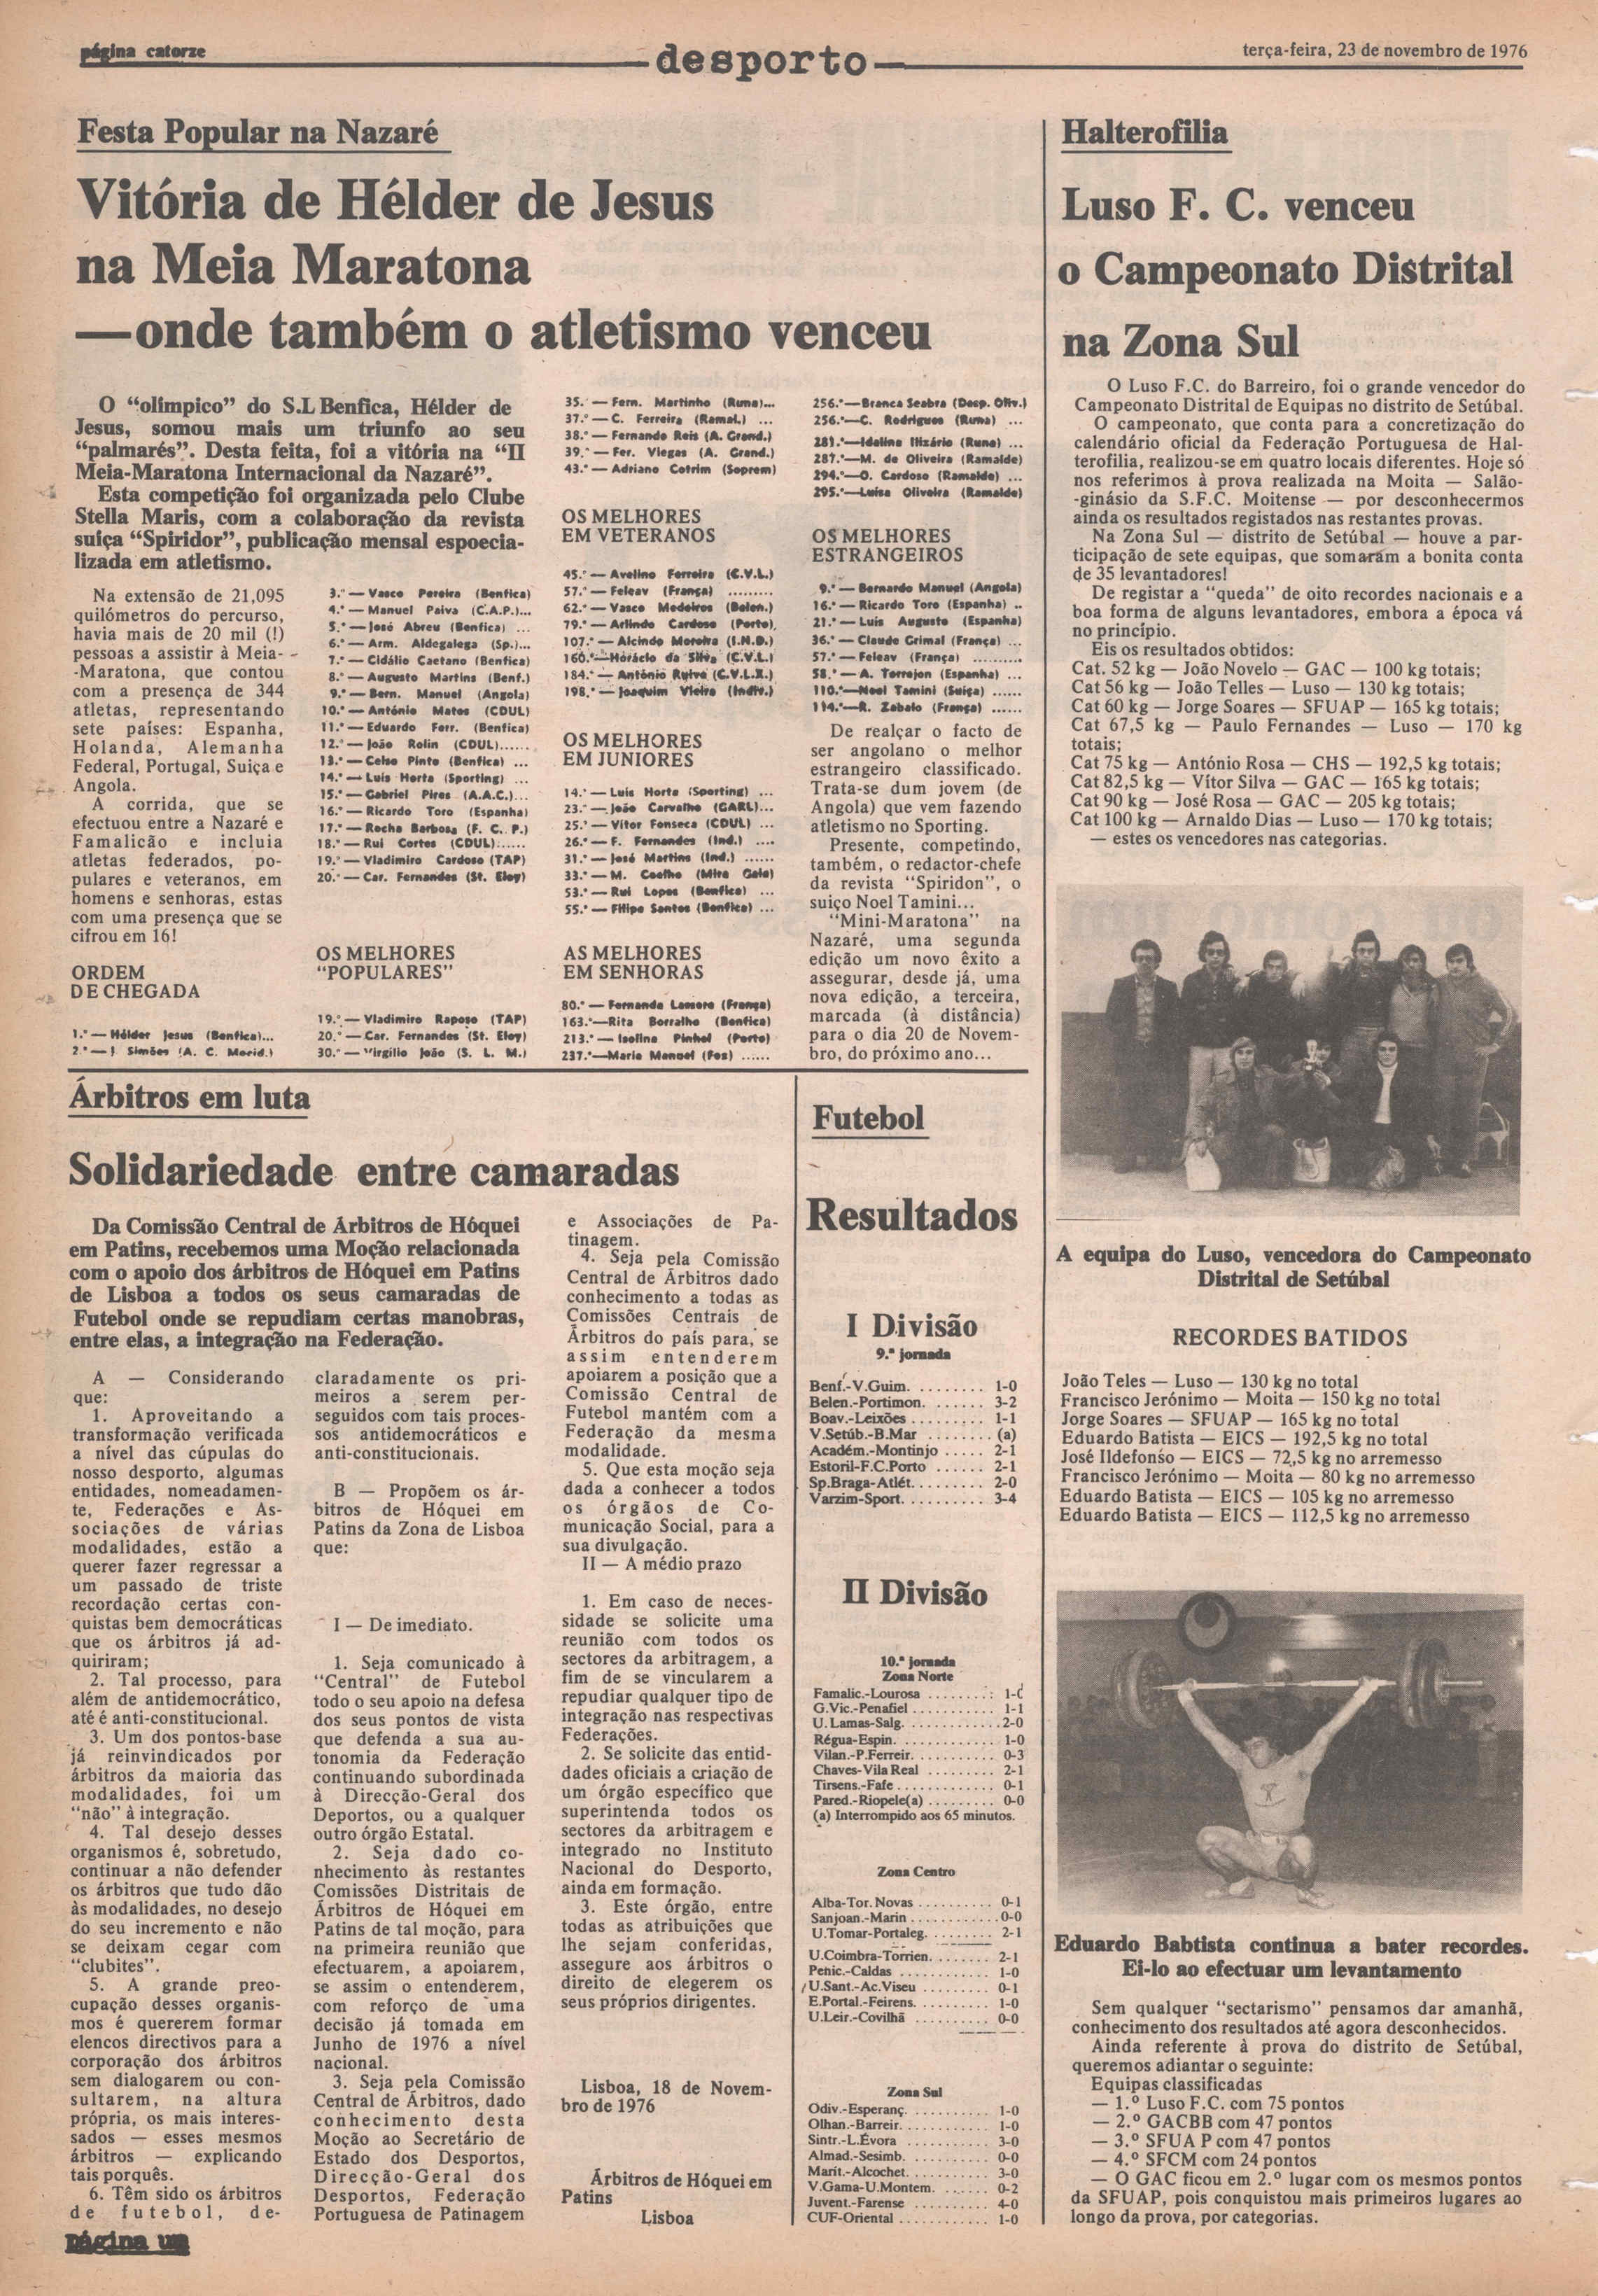 página catorze
desporto
terça-feira, 23 de novembro de 1976
Festa Popular na Nazaré
Vitória de Hélder de Jesus
na Meia Maratona
—onde também o atletismo venceu
O “olímpico” do S.L Benfica, Hélder de
Jesus, somou mais um triunfo ao seu
“palmarés”. Desta feita, foi a vitória na “II
Meia-Maratona Internacional da Nazaré”.
Esta competição foi organizada pelo Clube
Stella Maris, com a colaboração da revista
suíça “Spiridor”, publicação mensal espoecia-
lizada em atletismo.
Na extensão de 21,095
quilómetros do percurso,
havia mais de 20 mil (!)
pessoas a assistir à Meia-
-Maratona, que contou
com a presença de 344
atletas, representando
sete países: Espanha,
Holanda, Alemanha
Federal, Portugal, Suiça e
Angola.
A corrida, que se
efectuou entre a Nazaré e
Famalicão e incluia
atletas federados, po-
pulares e veteranos, em
homens e senhoras, estas
com uma presença que se
cifrou em 16!
ORDEM
DE CHEGADA
1.º — Hélder Jesus (Benfica)...
2.º — J. Simões (A. C. Morid.)
3.º — Vasco Pereira (Benfica)
4.º — Manuel Paiva (C.A.P.)...
5.º — José Abreu (Benfica) ...
6.º — Arm. Aldegalega (Sp.)...
7.º — Cidálio Caetano (Benfica)
8.º — Augusto Martins (Benf.)
9.º — Bern. Manuel (Angola)
10.º — António Matos (CDUL)
11.º — Eduardo Ferr. (Benfica)
12.º — João Rolin (CDUL)......
13.º — Celso Pinto (Benfica) ...
14.º — Luís Horta (Sporting) ...
15.º — Gabriel Pires (A.A.C.)...
16.º — Ricardo Toro (Espanha)
17.º — Rocha Barbosa (F. C. P.)
18.º — Rui Cortes (CDUL)......
19.º — Vladimiro Cardoso (TAP)
20.º — Car. Fernandes (St. Eloy)
OS MELHORES
“POPULARES”
19.º — Vladimiro Raposo (TAP)
20.º — Car. Fernandes (St. Eloy)
30.º — Virgílio João (S. L. M.)
35.º — Fern. Martinho (Runa)...
37.º — C. Ferreira (Ramal.) ...
38.º — Fernando Reis (A. Grand.)
39.º — Fer. Viegas (A. Grand.)
43.º — Adriano Cotrim (Soprem)
OS MELHORES
EM VETERANOS
45.º — Avelino Ferreira (C.V.L.)
57.º — Feleav (França) .........
62.º — Vasco Medeiros (Belen.)
79.º — Arlindo Cardoso (Porto).
107.º — Alcindo Moreira (I.N.D.)
160.º — Horácio da Silva (C.V.L.)
184.º — António Ruivo (C.V.L.X.)
198.º — Joaquim Vieira (Indiv.)
OS MELHORES
EM JUNIORES
14.º — Luís Horta (Sporting) ...
23.º — João Carvalho (GARL)...
25.º — Vítor Fonseca (CDUL) ...
26.º — F. Fernandes (Ind.) ....
31.º — José Martins (Ind.) ......
33.º — M. Coelho (Mira Gaia)
53.º — Rui Lopes (Benfica) ...
55.º — Filipe Santos (Benfica) ...
AS MELHORES
EM SENHORAS
80.º — Fernanda Lamora (França)
163.º—Rita Borralho (Benfica)
213.º — Isolina Pinhol (Porto)
237.º—Maria Manuel (Foz) ......
256.º—Branca Seabra (Desp. Oliv.)
256.º—C. Rodrigues (Runa) ...
281.º—Idalina Ilizário (Runa) ...
287.º—M. de Oliveira (Ramalde)
294.º—O. Cardoso (Ramalde) ...
295.º—Luísa Oliveira (Ramalde)
OS MELHORES
ESTRANGEIROS
9.º — Bernardo Manuel (Angola)
16.º — Ricardo Toro (Espanha) ..
21.º — Luís Augusto (Espanha)
36.º — Claude Grimal (França) ...
57.º — Feleav (França) .........
58.º — A. Torrejon (Espanha) ...
110.º—Noel Tamini (Suiça) ......
114.º—R. Zabalo (França) ......
De realçar o facto de
ser angolano o melhor
estrangeiro classificado.
Trata-se dum jovem (de
Angola) que vem fazendo
atletismo no Sporting.
Presente, competindo,
também, o redactor-chefe
da revista “Spiridon”, o
suiço Noel Tamini...
“Mini-Maratona” na
Nazaré, uma segunda
edição um novo êxito a
assegurar, desde já, uma
nova edição, a terceira,
marcada (à distância)
para o dia 20 de Novem-
bro, do próximo ano...
Árbitros em luta
Solidariedade entre camaradas
Da Comissão Central de Árbitros de Hóquei
em Patins, recebemos uma Moção relacionada
com o apoio dos árbitros de Hóquei em Patins
de Lisboa a todos os seus camaradas de
Futebol onde se repudiam certas manobras,
entre elas, a integração na Federação.
A — Considerando
que:
1. Aproveitando a
transformação verificada
a nível das cúpulas do
nosso desporto, algumas
entidades, nomeadamen-
te, Federações e As-
sociações de várias
modalidades, estão a
querer fazer regressar a
um passado de triste
recordação certas con-
quistas bem democráticas
que os árbitros já ad-
quiriram;
2. Tal processo, para
além de antidemocrático,
até é anti-constitucional.
3. Um dos pontos-base
já reinvindicados por
árbitros da maioria das
modalidades, foi um
“não” à integração.
4. Tal desejo desses
organismos é, sobretudo,
continuar a não defender
os árbitros que tudo dão
às modalidades, no desejo
do seu incremento e não
se deixam cegar com
“clubites”.
5. A grande preo-
cupação desses organis-
mos é quererem formar
elencos directivos para a
corporação dos árbitros
sem dialogarem ou con-
sultarem, na altura
própria, os mais interes-
sados — esses mesmos
árbitros — explicando
tais porquês.
6. Têm sido os árbitros
de futebol, de-
claradamente os pri-
meiros a serem per-
seguidos com tais proces-
sos antidemocráticos e
anti-constitucionais.
B — Propõem os ár-
bitros de Hóquei em
Patins da Zona de Lisboa
que:
I — De imediato.
1. Seja comunicado à
“Central” de Futebol
todo o seu apoio na defesa
dos seus pontos de vista
que defenda a sua au-
tonomia da Federação
continuando subordinada
à Direcção-Geral dos
Deportos, ou a qualquer
outro órgão Estatal.
2. Seja dado co-
nhecimento às restantes
Comissões Distritais de
Árbitros de Hóquei em
Patins de tal moção, para
na primeira reunião que
efectuarem, a apoiarem,
se assim o entenderem,
com reforço de uma
decisão já tomada em
Junho de 1976 a nível
nacional.
3. Seja pela Comissão
Central de Árbitros, dado
conhecimento desta
Moção ao Secretário de
Estado dos Desportos,
Direcção-Geral dos
Desportos, Federação
Portuguesa de Patinagem
e Associações de Pa-
tinagem.
4. Seja pela Comissão
Central de Árbitros dado
conhecimento a todas as
Comissões Centrais de
Árbitros do país para, se
assim entenderem
apoiarem a posição que a
Comissão Central de
Futebol mantém com a
Federação da mesma
modalidade.
5. Que esta moção seja
dada a conhecer a todos
os órgãos de Co-
municação Social, para a
sua divulgação.
II — A médio prazo
1. Em caso de neces-
sidade se solicite uma
reunião com todos os
sectores da arbitragem, a
fim de se vincularem a
repudiar qualquer tipo de
integração nas respectivas
Federações.
2. Se solicite das entid-
dades oficiais a criação de
um órgão específico que
superintenda todos os
sectores da arbitragem e
integrado no Instituto
Nacional do Desporto,
ainda em formação.
3. Este órgão, entre
todas as atribuições que
lhe sejam conferidas,
assegure aos árbitros o
direito de elegerem os
seus próprios dirigentes.
Lisboa, 18 de Novem-
bro de 1976
Árbitros de Hóquei em
Patins
Lisboa
Futebol
Resultados
I Divisão
9.ª jornada
Benf.-V.Guim. ......... 1-0
Belen.-Portimon. ....... 3-2
Boav.-Leixões .......... 1-1
V.Setúb.-B.Mar ........ (a)
Académ.-Montinjo ..... 2-1
Estoril-F.C.Porto ...... 2-1
Sp.Braga-Atlét. ........ 2-0
Varzim-Sport. .......... 3-4
II Divisão
10.ª jornada
Zona Norte
Famalic.-Lourosa ........ 1-0
G.Vic.-Penafiel ........... 1-1
U.Lamas-Salg. ............ 2-0
Régua-Espin. ............ 1-0
Vilan.-P.Ferreir. .......... 0-3
Chaves-Vila Real ......... 2-1
Tirsens.-Fafe ............. 0-1
Pared.-Riopele(a) ......... 0-0
(a) Interrompido aos 65 minutos.
Zona Centro
Alba-Tor. Novas .......... 0-1
Sanjoan.-Marin ............ 0-0
U.Tomar-Portaleg. ........ 2-1
U.Coimbra-Torrien. ....... 2-1
Penic.-Caldas ............ 1-0
U.Sant.-Ac.Viseu ......... 0-1
E.Portal.-Feirens. ......... 1-0
U.Leir.-Covilhã .......... 0-0
Zona Sul
Odiv.-Esperanç. ........... 1-0
Olhan.-Barreir. ........... 1-0
Sintr.-L.Évora ........... 3-0
Almad.-Sesimb. .......... 0-0
Marít.-Alcochet. .......... 3-0
V.Gama-U.Montem. ...... 0-2
Juvent.-Farense .......... 4-0
CUF-Oriental ............ 1-0
Halterofilia
Luso F. C. venceu
o Campeonato Distrital
na Zona Sul
O Luso F.C. do Barreiro, foi o grande vencedor do
Campeonato Distrital de Equipas no distrito de Setúbal.
O campeonato, que conta para a concretização do
calendário oficial da Federação Portuguesa de Hal-
terofilia, realizou-se em quatro locais diferentes. Hoje só
nos referimos à prova realizada na Moita — Salão-
-ginásio da S.F.C. Moitense — por desconhecermos
ainda os resultados registados nas restantes provas.
Na Zona Sul — distrito de Setúbal — houve a par-
ticipação de sete equipas, que somaram a bonita conta
de 35 levantadores!
De registar a “queda” de oito recordes nacionais e a
boa forma de alguns levantadores, embora a época vá
no princípio.
Eis os resultados obtidos:
Cat. 52 kg — João Novelo — GAC — 100 kg totais;
Cat 56 kg — João Telles — Luso — 130 kg totais;
Cat 60 kg — Jorge Soares — SFUAP — 165 kg totais;
Cat 67,5 kg — Paulo Fernandes — Luso — 170 kg
totais;
Cat 75 kg — António Rosa — CHS — 192,5 kg totais;
Cat 82,5 kg — Vítor Silva — GAC — 165 kg totais;
Cat 90 kg — José Rosa — GAC — 205 kg totais;
Cat 100 kg — Arnaldo Dias — Luso — 170 kg totais;
— estes os vencedores nas categorias.
A equipa do Luso, vencedora do Campeonato
Distrital de Setúbal
RECORDES BATIDOS
João Teles — Luso — 130 kg no total
Francisco Jerónimo — Moita — 150 kg no total
Jorge Soares — SFUAP — 165 kg no total
Eduardo Batista — EICS — 192,5 kg no total
José Ildefonso — EICS — 72,5 kg no arremesso
Francisco Jerónimo — Moita — 80 kg no arremesso
Eduardo Batista — EICS — 105 kg no arremesso
Eduardo Batista — EICS — 112,5 kg no arremesso
Eduardo Babtista continua a bater recordes.
Ei-lo ao efectuar um levantamento
Sem qualquer “sectarismo” pensamos dar amanhã,
conhecimento dos resultados até agora desconhecidos.
Ainda referente à prova do distrito de Setúbal,
queremos adiantar o seguinte:
Equipas classificadas
— 1.º Luso F.C. com 75 pontos
— 2.º GACBB com 47 pontos
— 3.º SFUA P com 47 pontos
— 4.º SFCM com 24 pontos
— O GAC ficou em 2.º lugar com os mesmos pontos
da SFUAP, pois conquistou mais primeiros lugares ao
longo da prova, por categorias.
página um